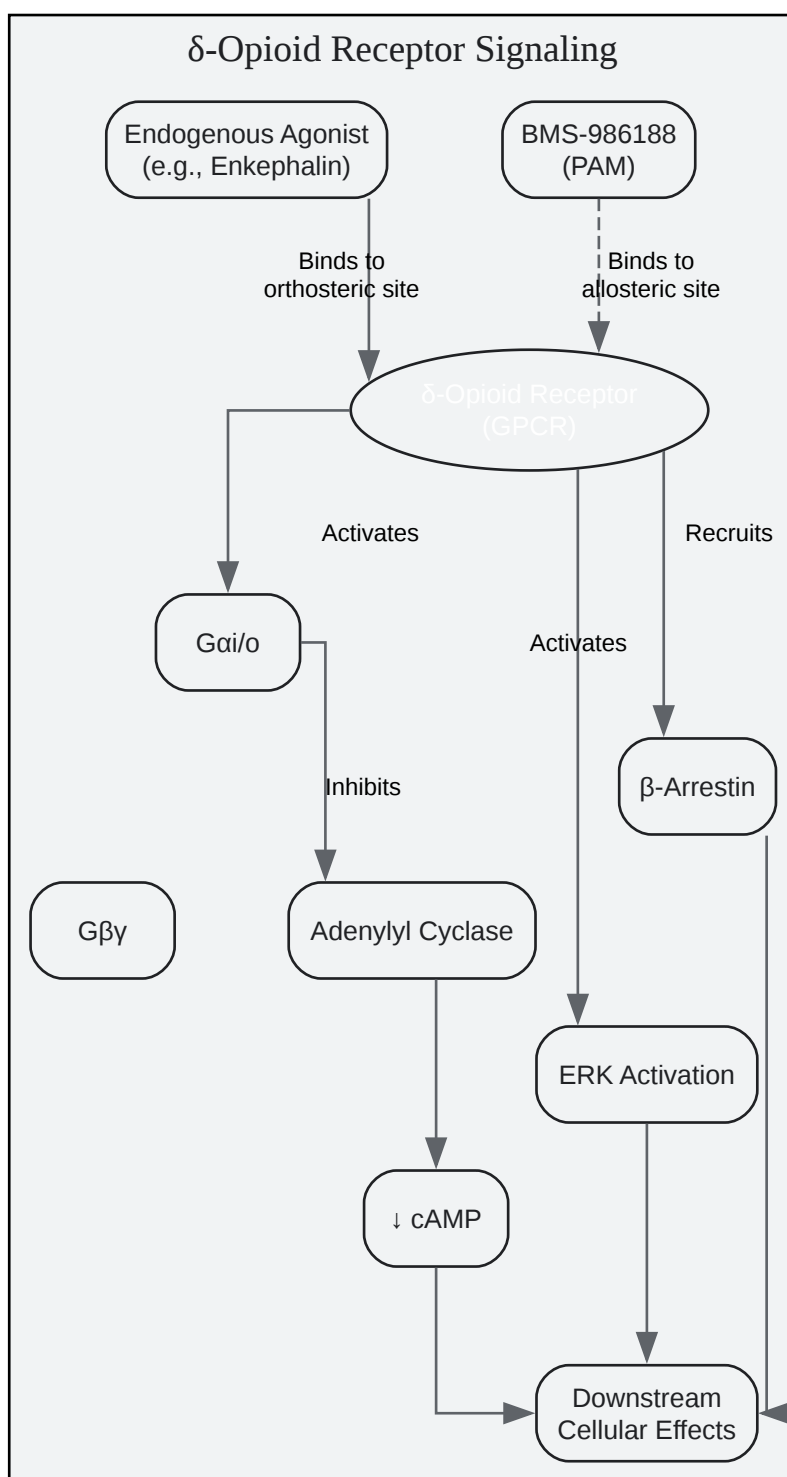 δ-Opioid Receptor Signaling
Endogenous Agonist
(e.g., Enkephalin)
BMS-986188
(PAM)
Binds to
orthosteric site
Binds to
allosteric site
δ-Opioid Receptor
(GPCR)
Activates
Recruits
Gαi/o
Activates
Inhibits
β-Arrestin
Gβγ
Adenylyl Cyclase
ERK Activation
↓ cAMP
Downstream
Cellular Effects